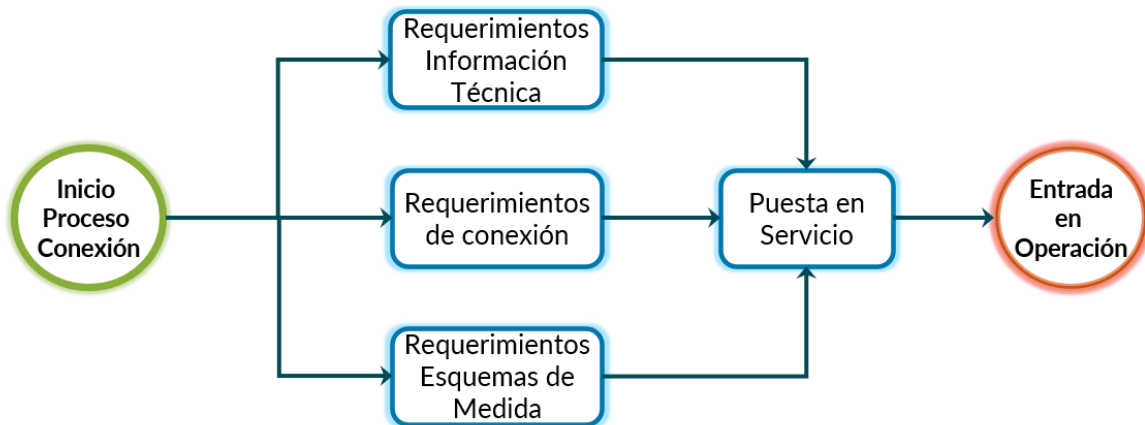 Requerimientos
Información
Técnica
Inicio
Proceso
Conexión
Requerimientos
de conexión
Puesta en
Servicio
Entrada
en
Operación
Requerimientos
Esquemas de
Medida